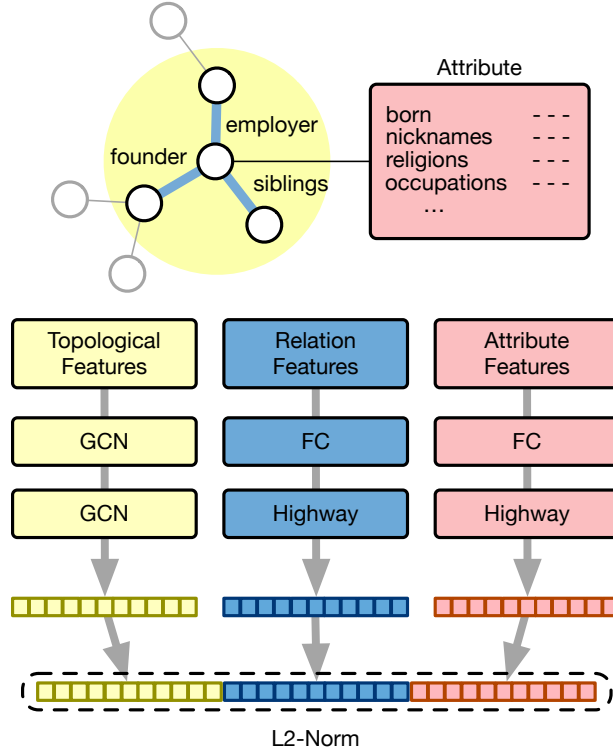 Attribute
born - - -
nicknames - - -
religions - - -
occupations - - -
...
employer
founder
siblings
Topological
Features
Relation
Features
Attribute
Features
GCN
FC
FC
GCN
Highway
Highway
L2-Norm